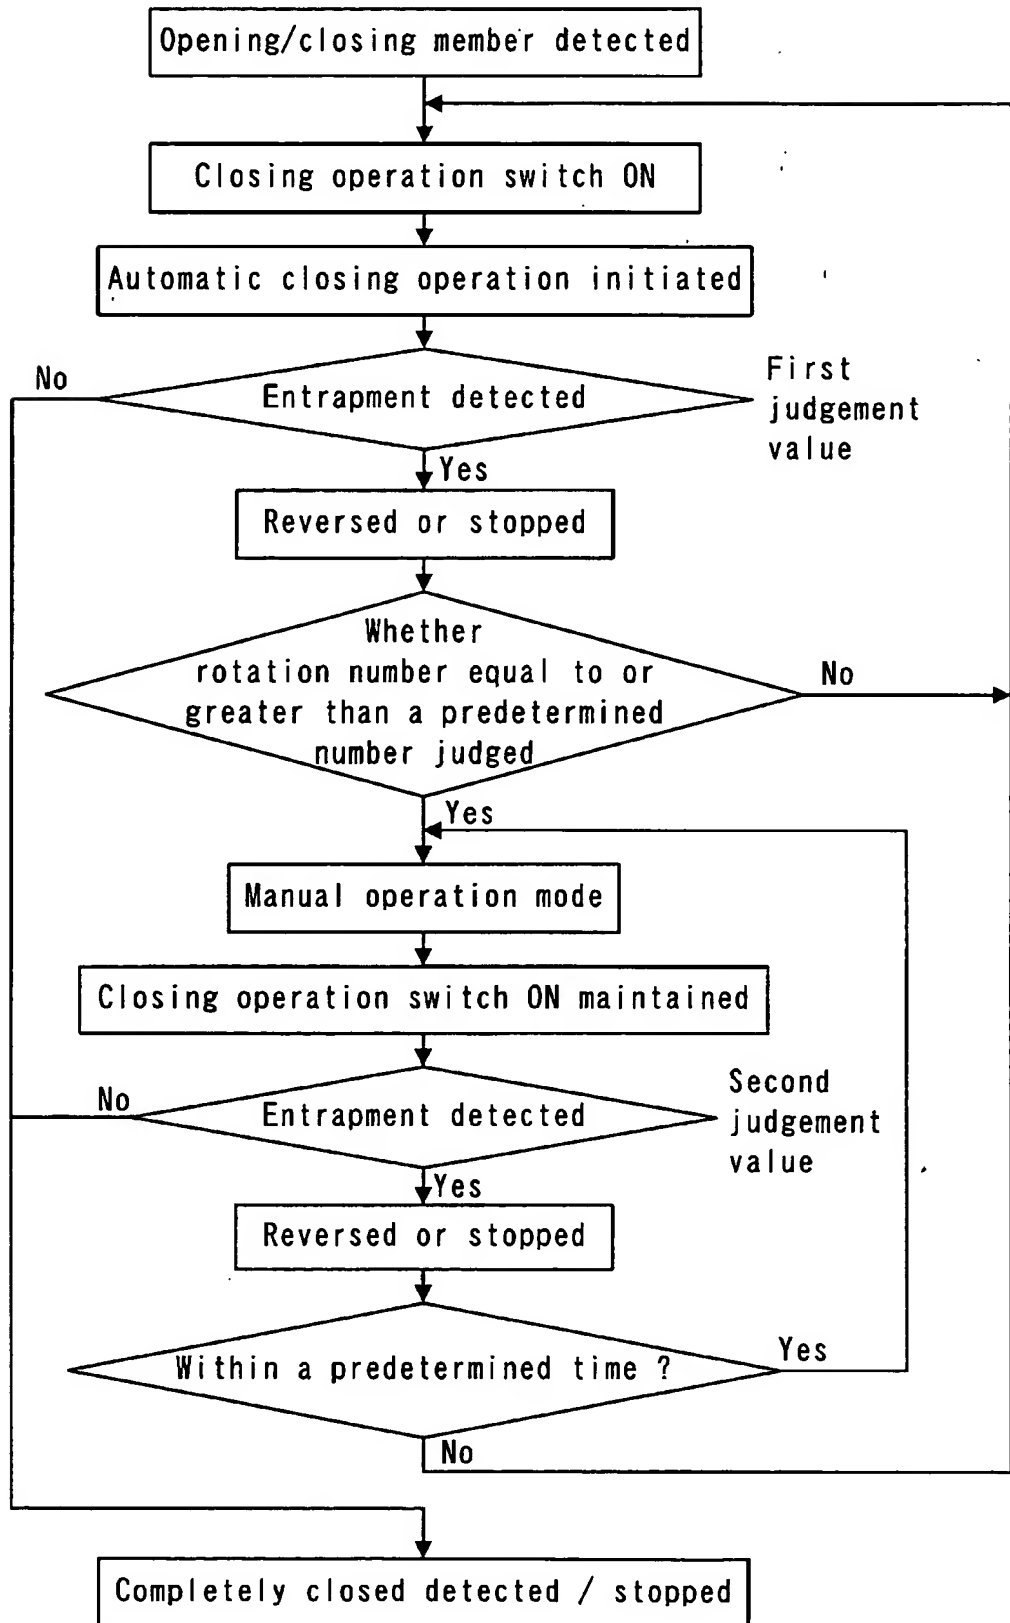 Opening/closing member detected
Closing operation switch ON
Automatic closing operation initiated
No
Entrapment detected
First
judgement
value
Yes
Reversed or stopped
Whether
rotation number equal to or
greater than a predetermined
number judged
No
Yes
Manual operation mode
Closing operation switch ON maintained
No
Entrapment detected
Second
judgement
value
Yes
Reversed or stopped
Within a predetermined time ?
Yes
No
Completely closed detected / stopped